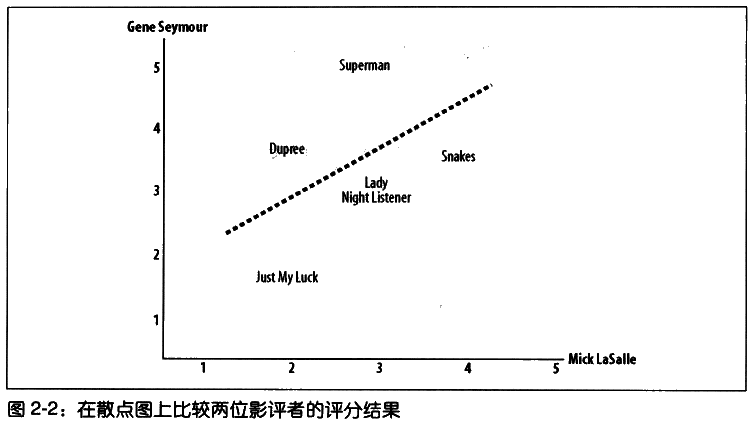 Gene Seymour
5
Superman
4
Dupree
Snakes
3
Lady
Night Listener
2
Just My Luck
1
1 2 3 4 5 Mick LaSalle
图 2-2：在散点图上比较两位影评者的评分结果